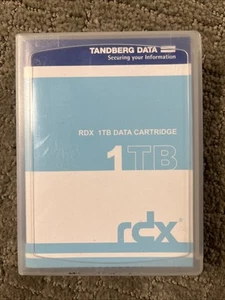 TANDBERG DATA
Securing your Information
RDX 1TB DATA CARTRIDGE
1TB
rdx